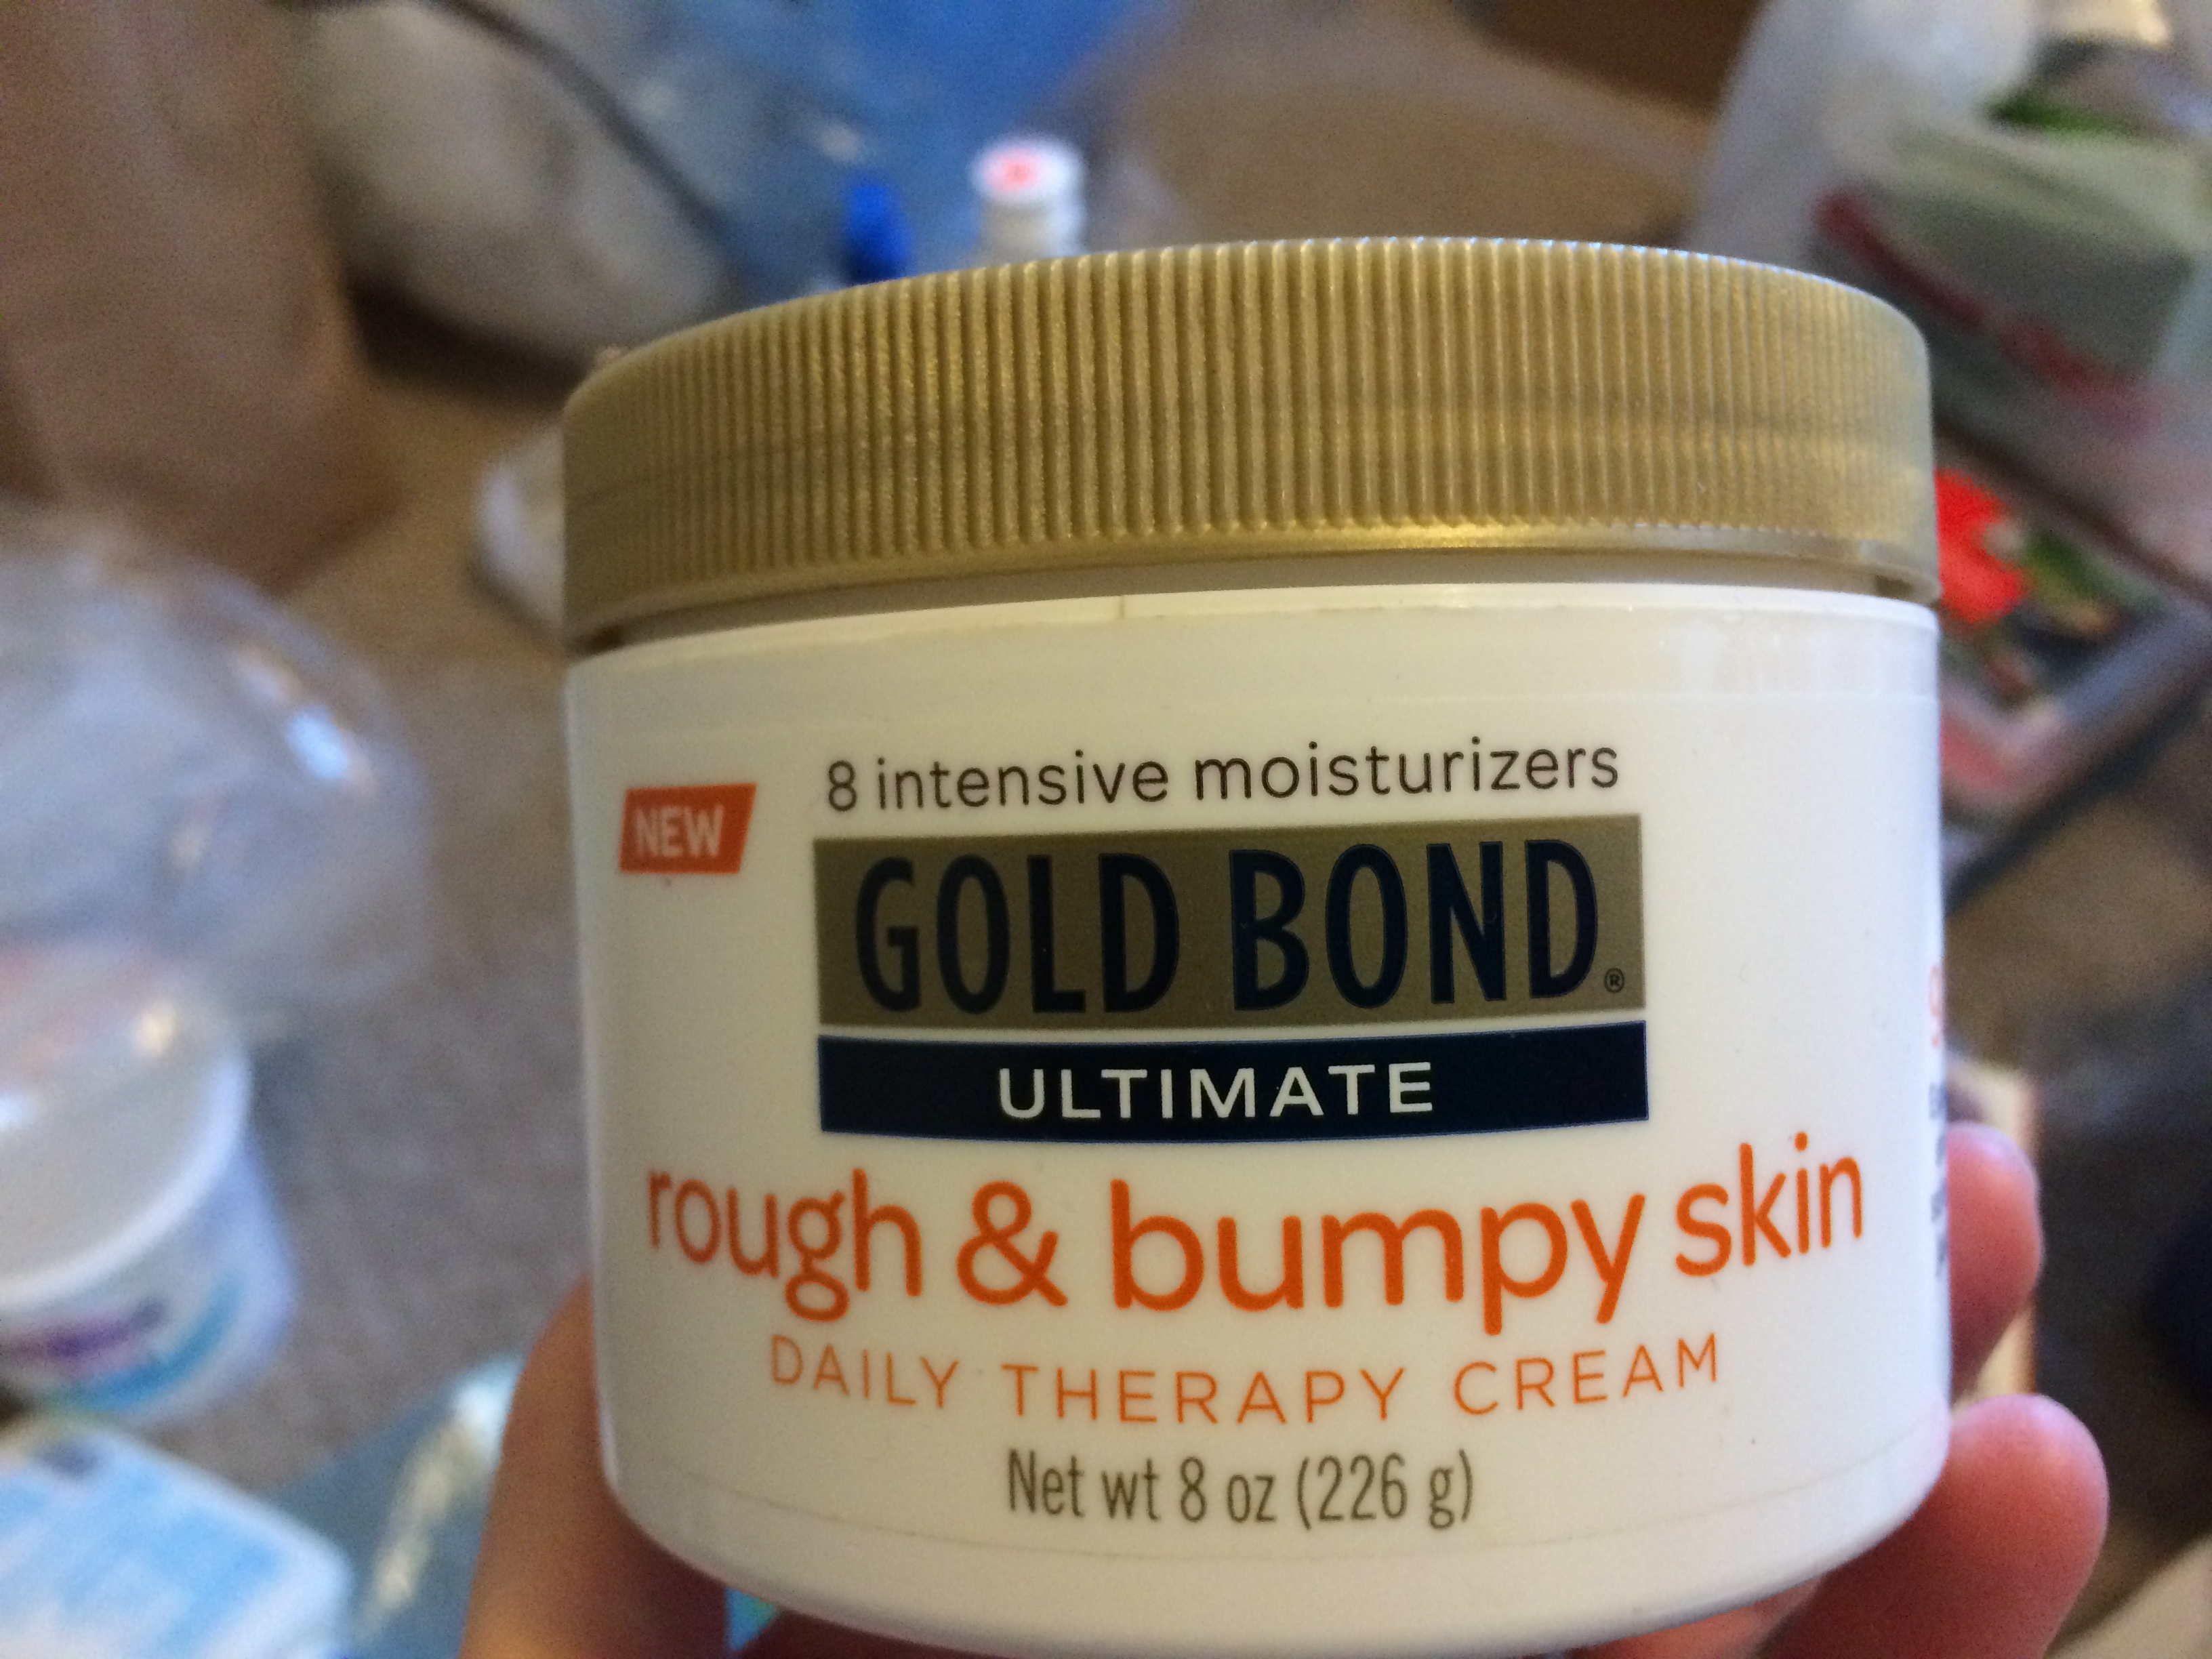 8 intensive moisturizers
NEW
GOLD BOND®
ULTIMATE
rough & bumpy skin
DAILY THERAPY CREAM
Net wt 8 oz (226 g)